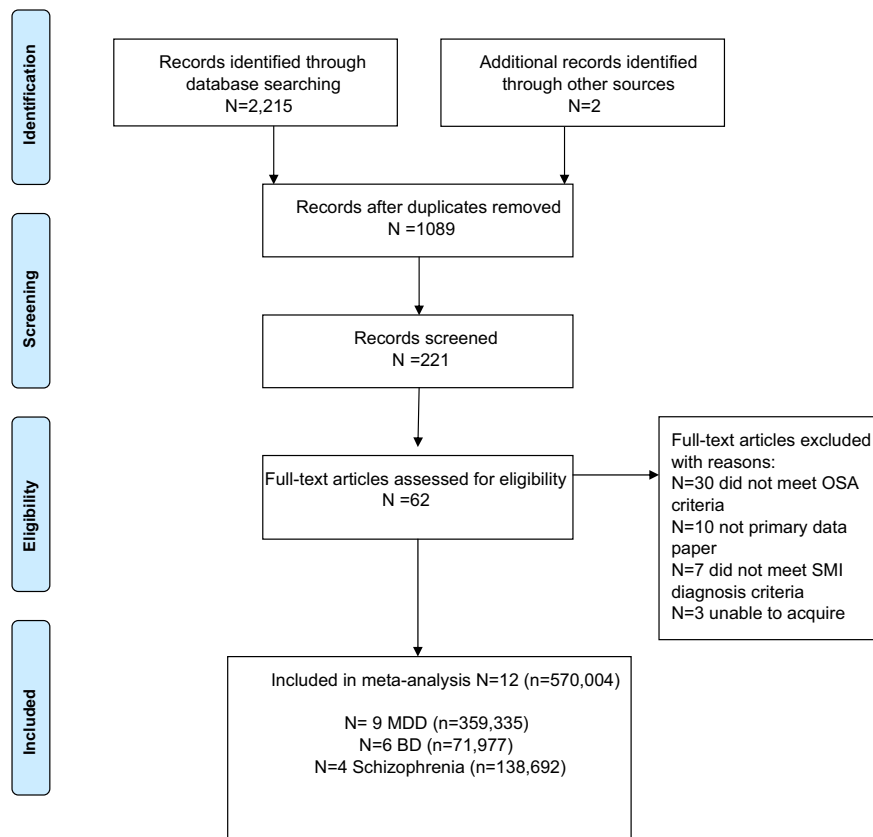 Identification
Records identified through
database searching
N=2,215
Additional records identified
through other sources
N=2
Records after duplicates removed
N =1089
Screening
Records screened
N =221
Eligibility
Full-text articles assessed for eligibility
N =62
Full-text articles excluded
with reasons:
N=30 did not meet OSA
criteria
N=10 not primary data
paper
N=7 did not meet SMI
diagnosis criteria
N=3 unable to acquire
Included
Included in meta-analysis N=12 (n=570,004)
N= 9 MDD (n=359,335)
N=6 BD (n=71,977)
N=4 Schizophrenia (n=138,692)